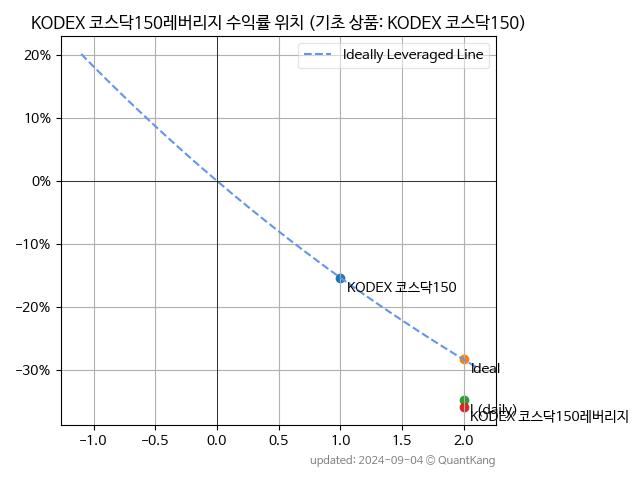 KODEX 코스닥150레버리지 수익률 위치 (기초 상품: KODEX 코스닥150)
Ideally Leveraged Line
20%
10%
0%
−10%
−20%
−30%
KODEX 코스닥150
Ideal
(daily)
KODEX 코스닥150레버리지
−1.0 −0.5 0.0 0.5 1.0 1.5 2.0
updated: 2024-09-04 © QuantKang